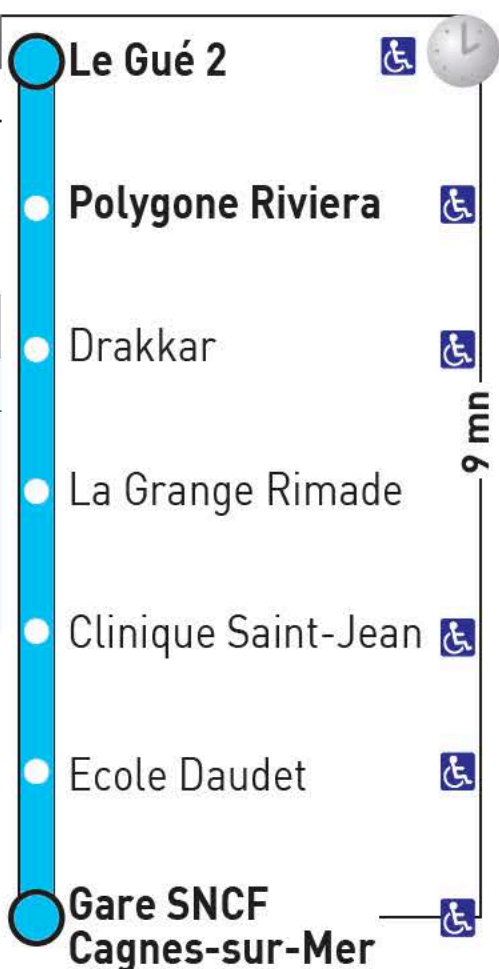 Le Gué 2
Polygone Riviera
Drakkar
La Grange Rimade
9 mn
Clinique Saint-Jean
Ecole Daudet
Gare SNCF
Cagnes-sur-Mer